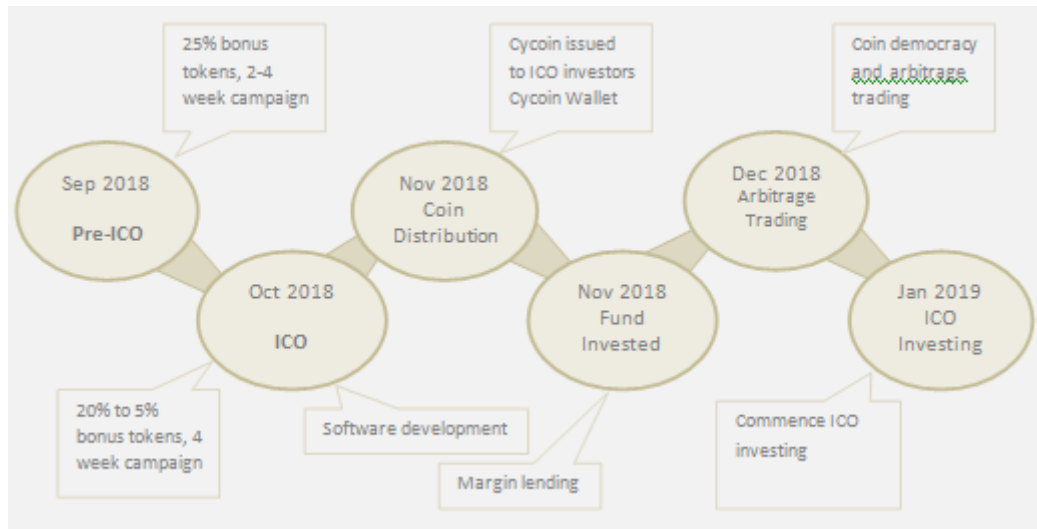 25% bonus
tokens, 2-4
week campaign
Cycoin issued
to ICO investors
Cycoin Wallet
Coin democracy
and arbitrage
trading
Sep 2018
Pre-ICO
Nov 2018
Coin
Distribution
Dec 2018
Arbitrage
Trading
Oct 2018
ICO
Nov 2018
Fund
Invested
Jan 2019
ICO
Investing
20% to 5%
bonus tokens, 4
week campaign
Software development
Margin lending
Commence ICO
investing